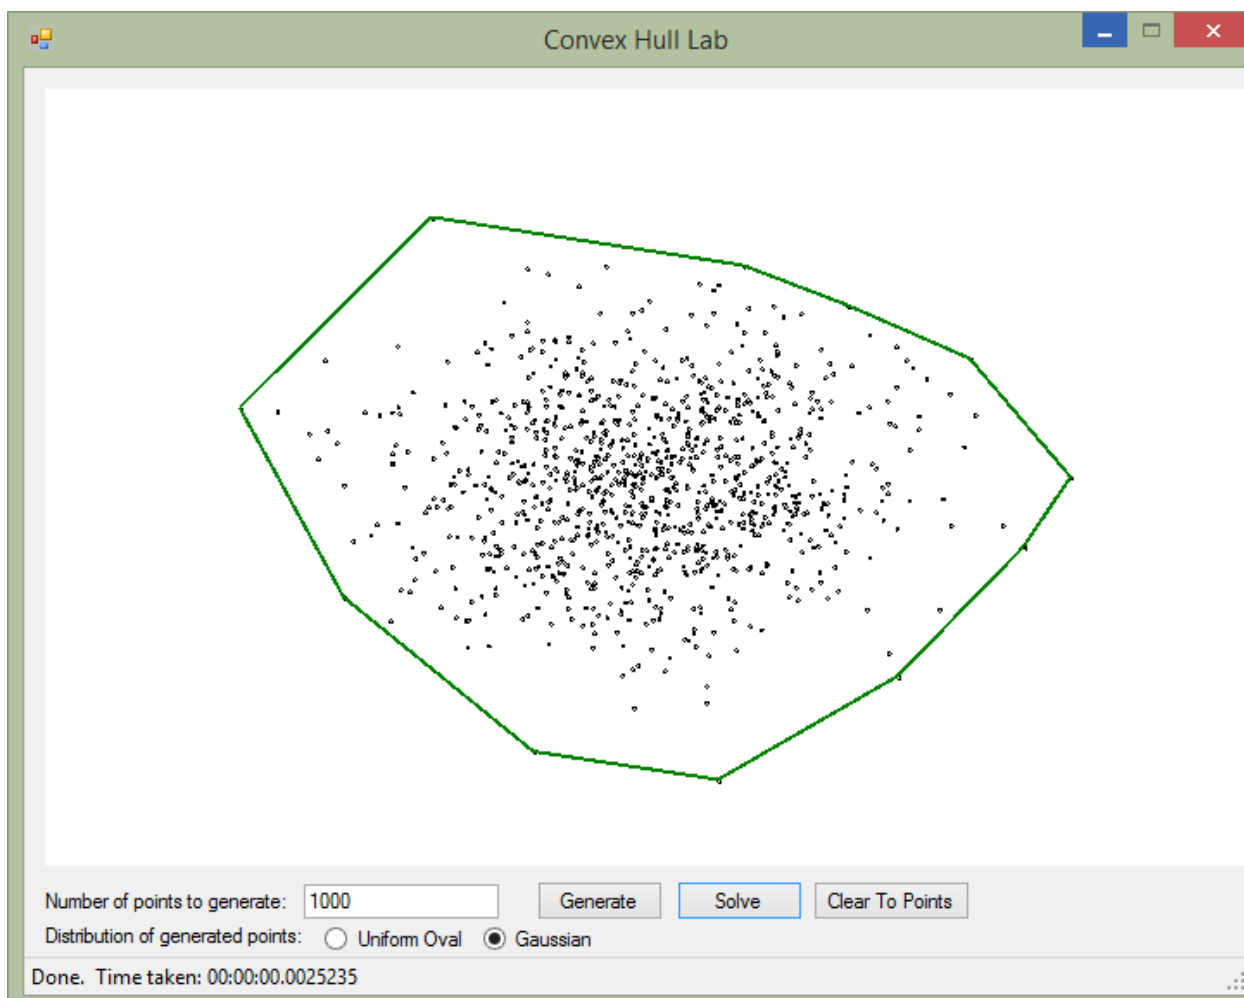 Convex Hull Lab
Number of points to generate: 1000 Generate Solve Clear To Points
Distribution of generated points: Uniform Oval Gaussian
Done. Time taken: 00:00:00.0025235